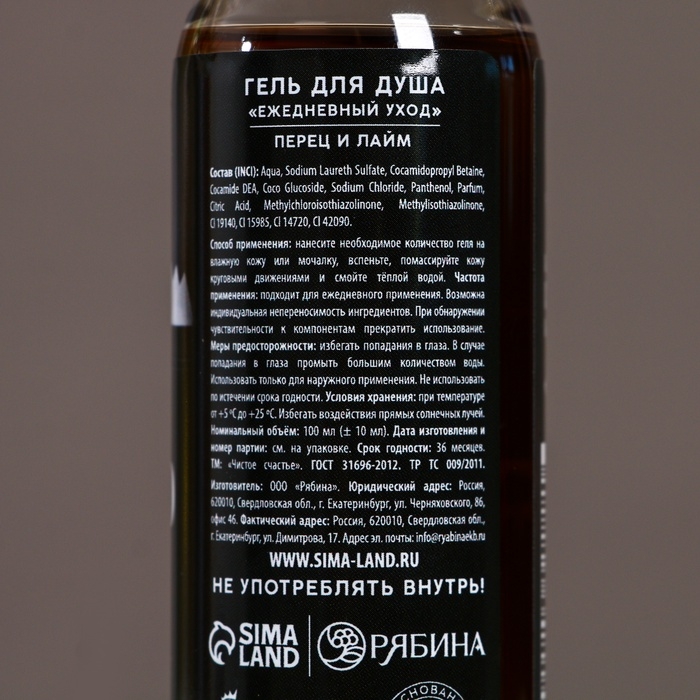 ГЕЛЬ ДЛЯ ДУША
«ЕЖЕДНЕВНЫЙ УХОД»
ПЕРЕЦ И ЛАЙМ
Состав (INCI): Aqua, Sodium Laureth Sulfate, Cocamidopropyl Betaine,
Cocamide DEA, Coco Glucoside, Sodium Chloride, Panthenol, Parfum,
Citric Acid, Methylchloroisothiazolinone, Methylisothiazolinone,
CI 19140, CI 15985, CI 14720, CI 42090.
Способ применения: нанесите необходимое количество геля на
влажную кожу или мочалку, вспеньте, помассируйте кожу
круговыми движениями и смойте тёплой водой. Частота
применения: подходит для ежедневного применения. Возможна
индивидуальная непереносимость ингредиентов. При обнаружении
чувствительности к компонентам прекратить использование.
Меры предосторожности: избегать попадания в глаза. В случае
попадания в глаза промыть большим количеством воды.
Использовать только для наружного применения. Не использовать
по истечении срока годности. Условия хранения: при температуре
от +5 ºС до +25 ºС. Избегать воздействия прямых солнечных лучей.
Номинальный объём: 100 мл (± 10 мл). Дата изготовления и
номер партии: см. на упаковке. Срок годности: 36 месяцев.
ТМ: «Чистое счастье». ГОСТ 31696-2012. ТР ТС 009/2011.
Изготовитель: ООО «Рябина». Юридический адрес: Россия,
620010, Свердловская обл., г. Екатеринбург, ул. Черняховского, 86,
офис 46. Фактический адрес: Россия, 620010, Свердловская обл.,
г. Екатеринбург, ул. Димитрова, 17. Адрес эл. почты: info@ryabinaekb.ru
WWW.SIMA-LAND.RU
НЕ УПОТРЕБЛЯТЬ ВНУТРЬ!
SIMA LAND РЯБИНА